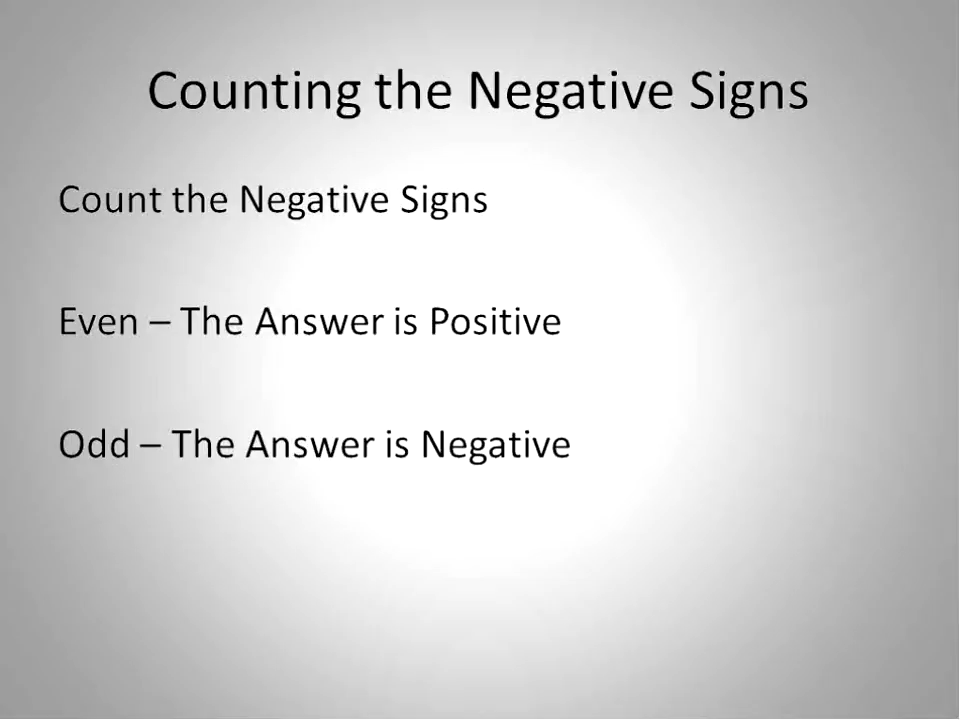 Counting the Negative Signs
Count the Negative Signs
Even – The Answer is Positive
Odd – The Answer is Negative